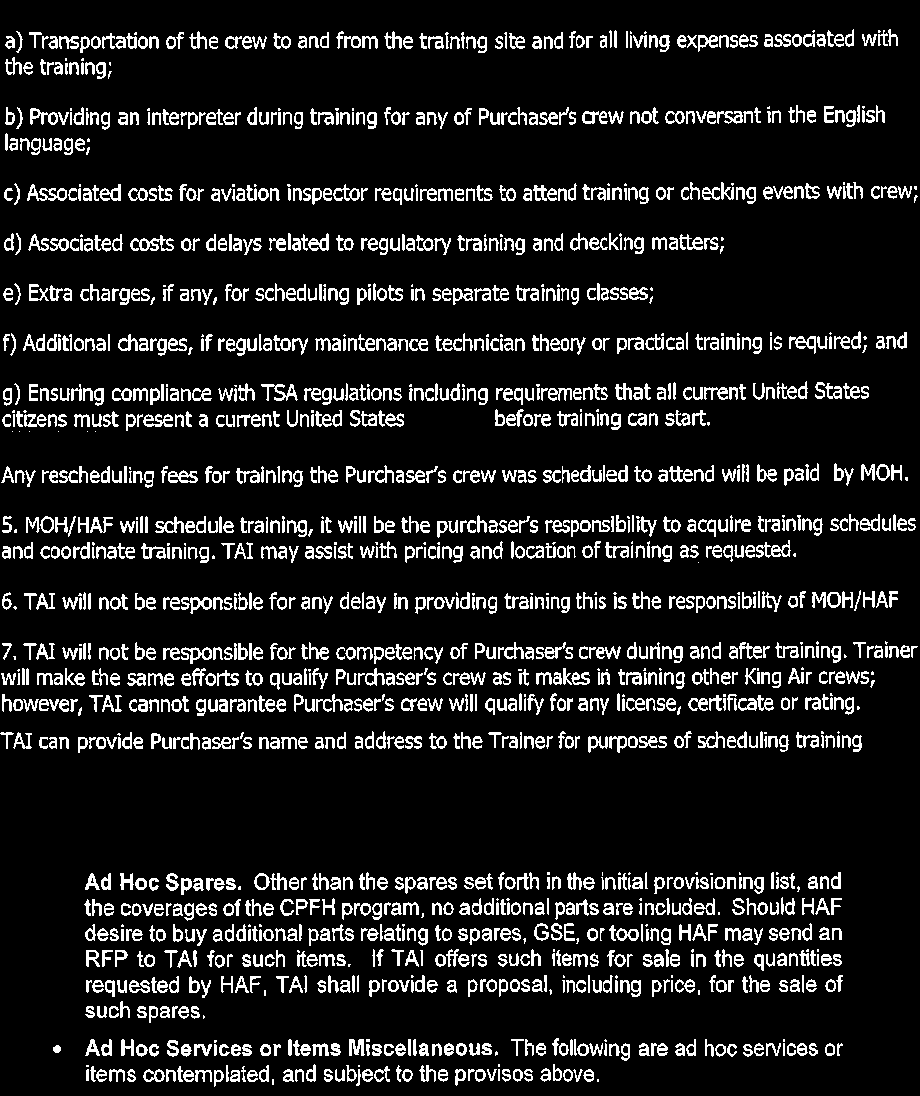 a) Transportation of the crew to and from the training site and for all living expenses associated with
the training;
b) Providing an interpreter during training for any of Purchaser's crew not conversant in the English
language;
c) Associated costs for aviation inspector requirements to attend training or checking events with crew;
d) Associated costs or delays related to regulatory training and checking matters;
e) Extra charges, if any, for scheduling pilots in separate training classes;
f) Additional charges, if regulatory maintenance technician theory or practical training is required; and
g) Ensuring compliance with TSA regulations including requirements that all current United States
citizens must present a current United States before training can start.
Any rescheduling fees for training the Purchaser's crew was scheduled to attend will be paid by MOH.
5. MOH/HAF will schedule training, it will be the purchaser's responsibility to acquire training schedules
and coordinate training. TAI may assist with pricing and location of training as requested.
6. TAI will not be responsible for any delay in providing training this is the responsibility of MOH/HAF
7. TAI will not be responsible for the competency of Purchaser's crew during and after training. Trainer
will make the same efforts to qualify Purchaser's crew as it makes in training other King Air crews;
however, TAI cannot guarantee Purchaser's crew will qualify for any license, certificate or rating.
TAI can provide Purchaser's name and address to the Trainer for purposes of scheduling training
Ad Hoc Spares. Other than the spares set forth in the initial provisioning list, and
the coverages of the CPFH program, no additional parts are included. Should HAF
desire to buy additional parts relating to spares, GSE, or tooling HAF may send an
RFP to TAI for such items. If TAI offers such items for sale in the quantities
requested by HAF, TAI shall provide a proposal, including price, for the sale of
such spares.
• Ad Hoc Services or Items Miscellaneous. The following are ad hoc services or
items contemplated, and subject to the provisos above.